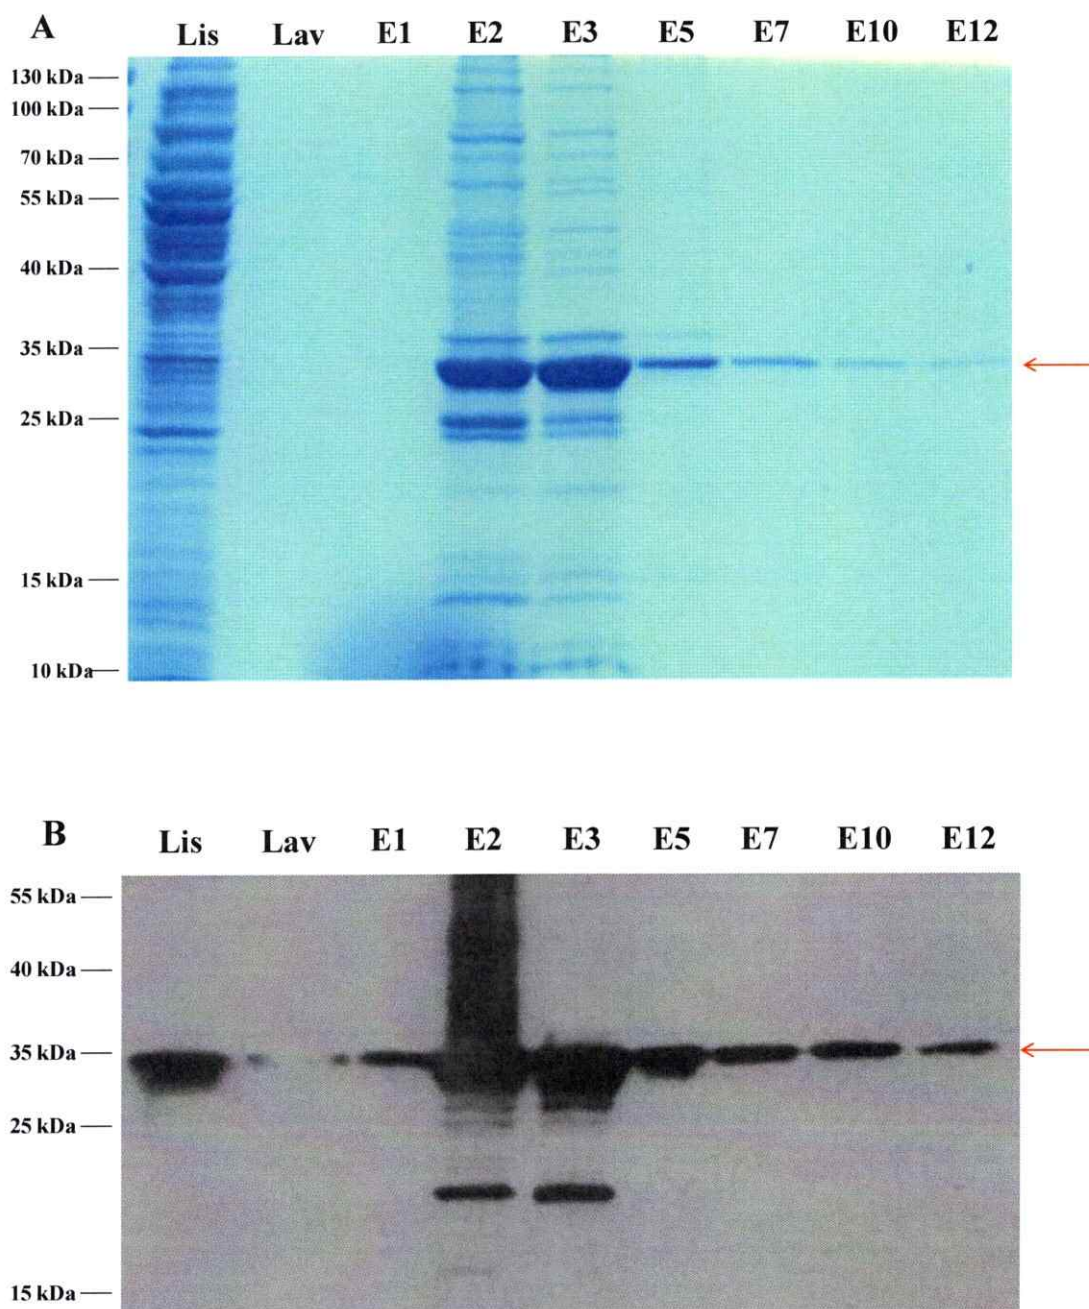 A
Lis Lav E1 E2 E3 E5 E7 E10 E12
130 kDa
100 kDa
70 kDa
55 kDa
40 kDa
35 kDa
25 kDa
15 kDa
10 kDa
B
Lis Lav E1 E2 E3 E5 E7 E10 E12
55 kDa
40 kDa
35 kDa
25 kDa
15 kDa